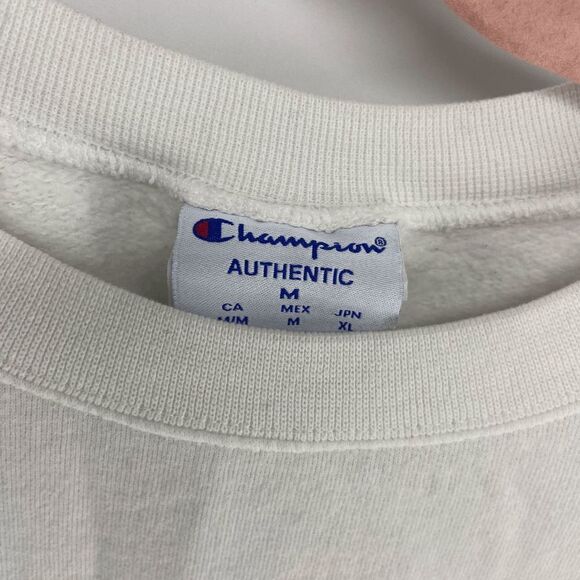 Champion®
AUTHENTIC
M
CA MEX JPN
M/M M XL